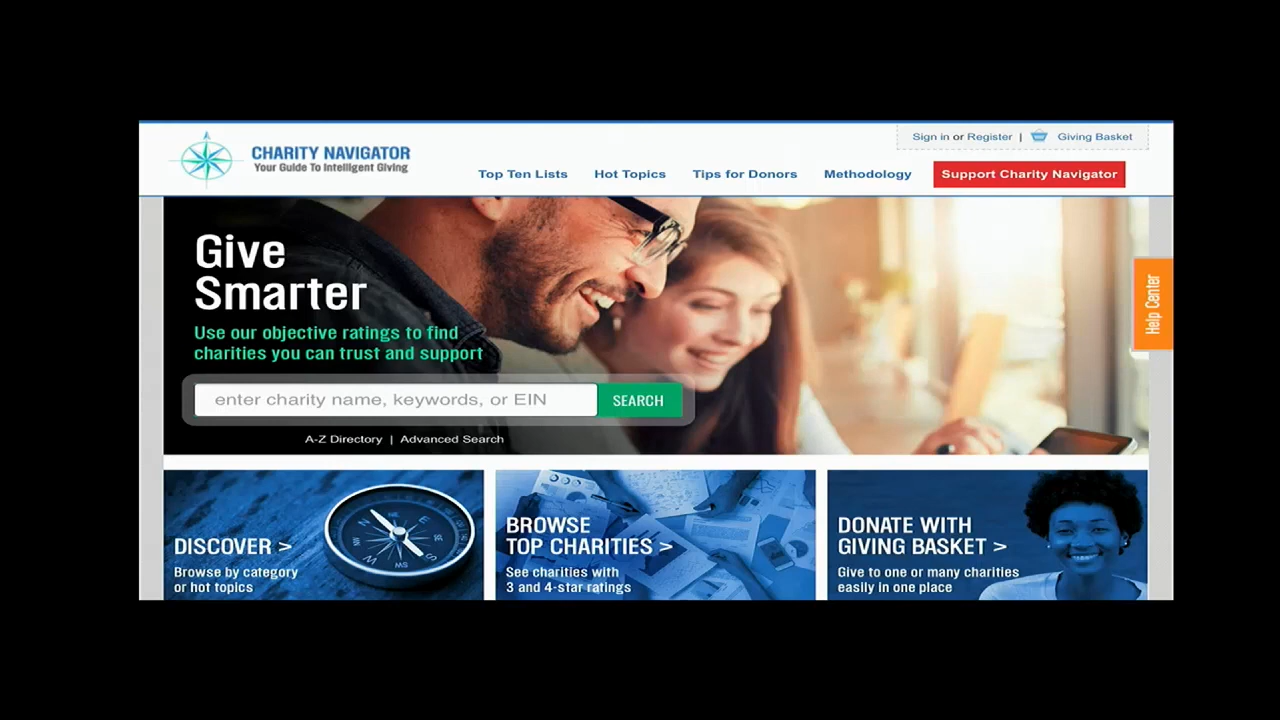 CHARITY NAVIGATOR
Your Guide To Intelligent Giving
Sign in or Register | Giving Basket
Top Ten Lists Hot Topics Tips for Donors Methodology Support Charity Navigator
Give
Smarter
Use our objective ratings to find
charities you can trust and support
enter charity name, keywords, or EIN SEARCH
A-Z Directory | Advanced Search
Help Center
DISCOVER >
Browse by category
or hot topics
N NE E SE S SW W NW
BROWSE
TOP CHARITIES >
See charities with
3 and 4-star ratings
DONATE WITH
GIVING BASKET >
Give to one or many charities
easily in one place